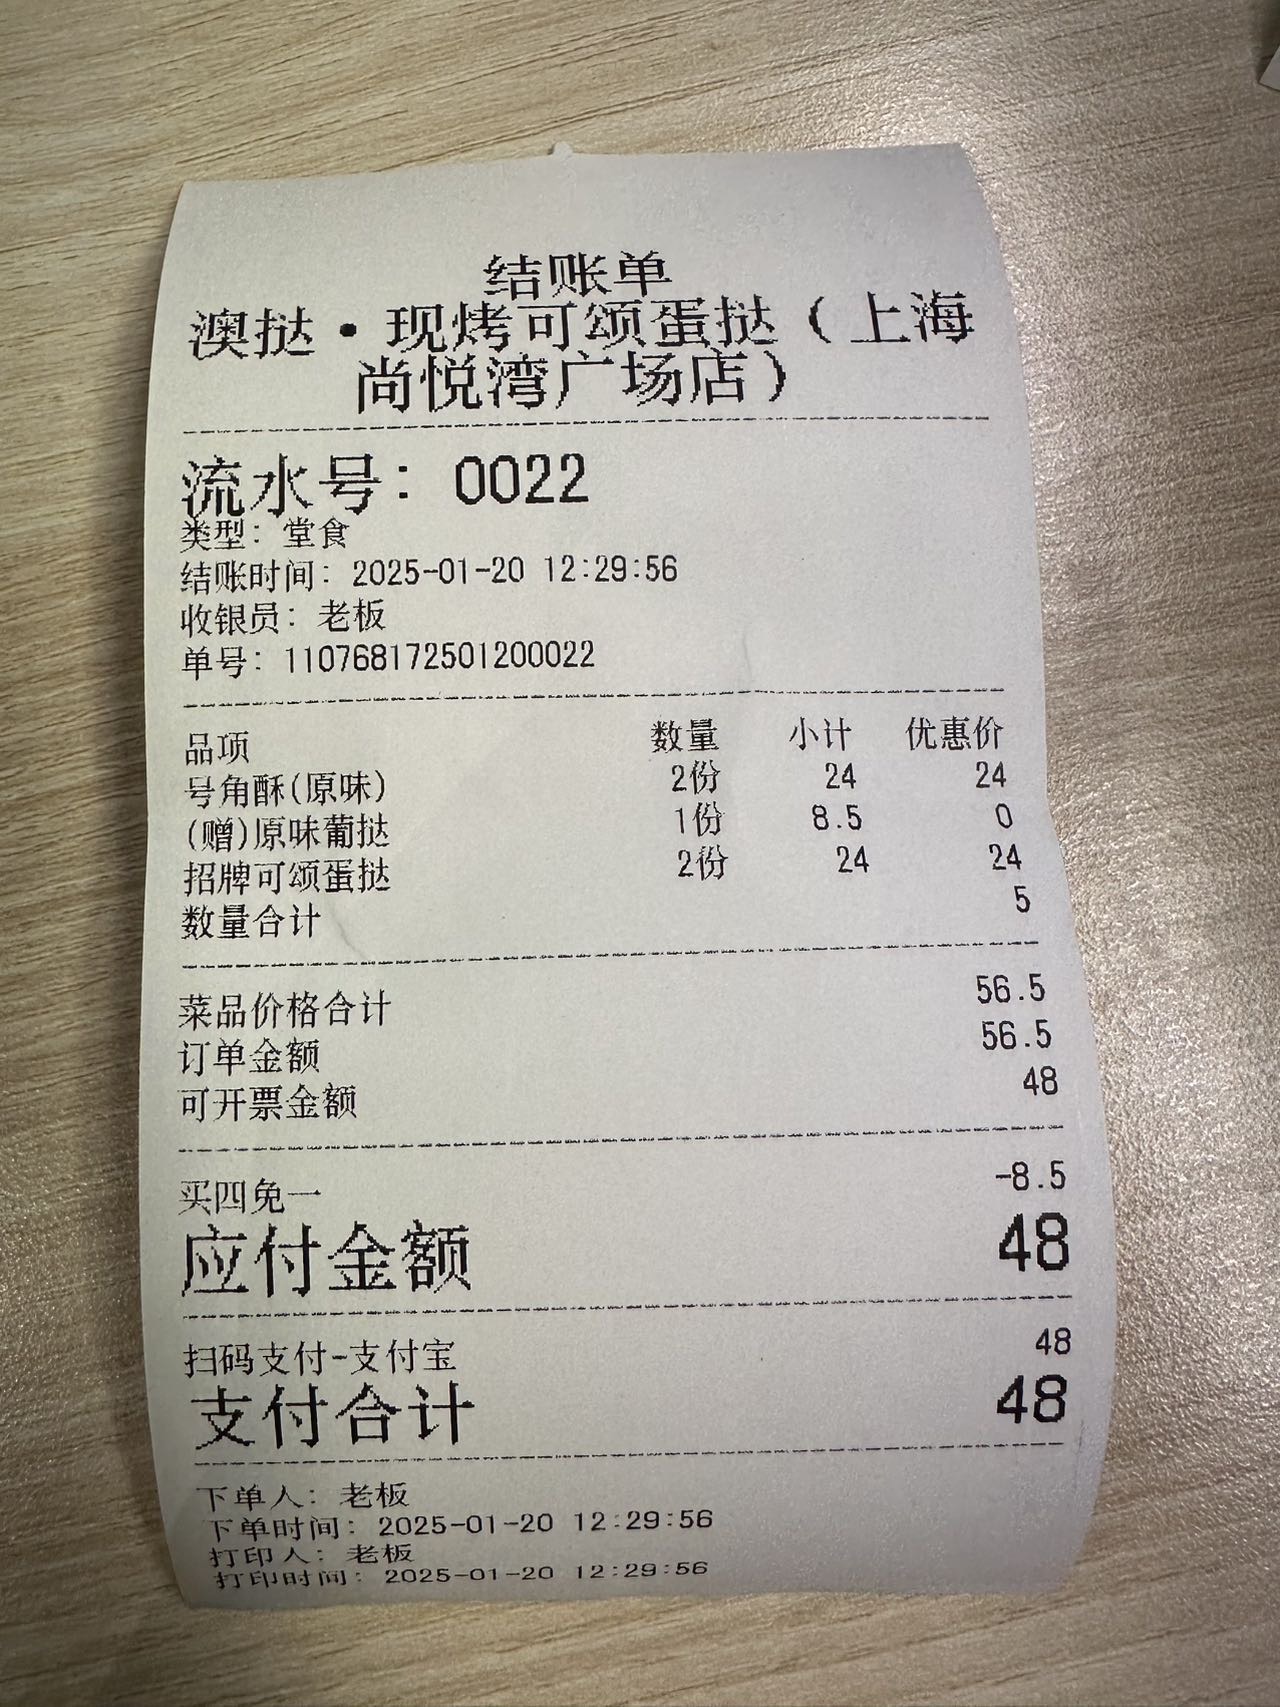 结账单
澳挞·现烤可颂蛋挞（上海
尚悦湾广场店）
流水号：0022
类型：堂食
结账时间：2025-01-20 12:29:56
收银员：老板
单号：110768172501200022
品项 数量 小计 优惠价
号角酥(原味) 2份 24 24
(赠)原味葡挞 1份 8.5 0
招牌可颂蛋挞 2份 24 24
数量合计 5
菜品价格合计 56.5
订单金额 56.5
可开票金额 48
买四免一 -8.5
应付金额 48
扫码支付-支付宝 48
支付合计 48
下单人：老板
下单时间：2025-01-20 12:29:56
打印人：老板
打印时间：2025-01-20 12:29:56